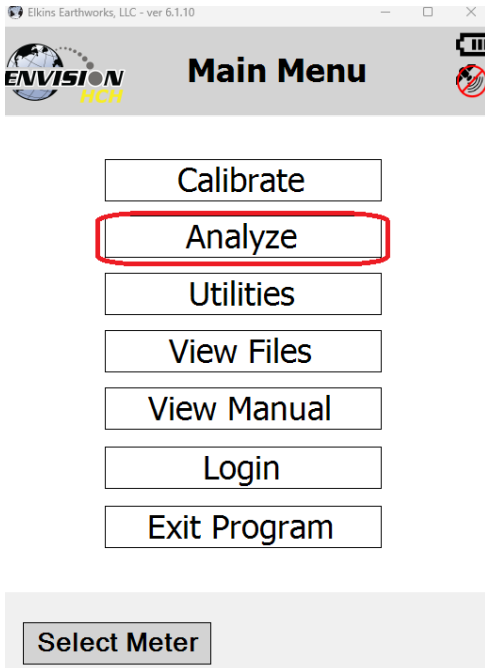 Elkins Earthworks, LLC - ver 6.1.10
ENVISION
HCH
Main Menu
Calibrate
Analyze
Utilities
View Files
View Manual
Login
Exit Program
Select Meter